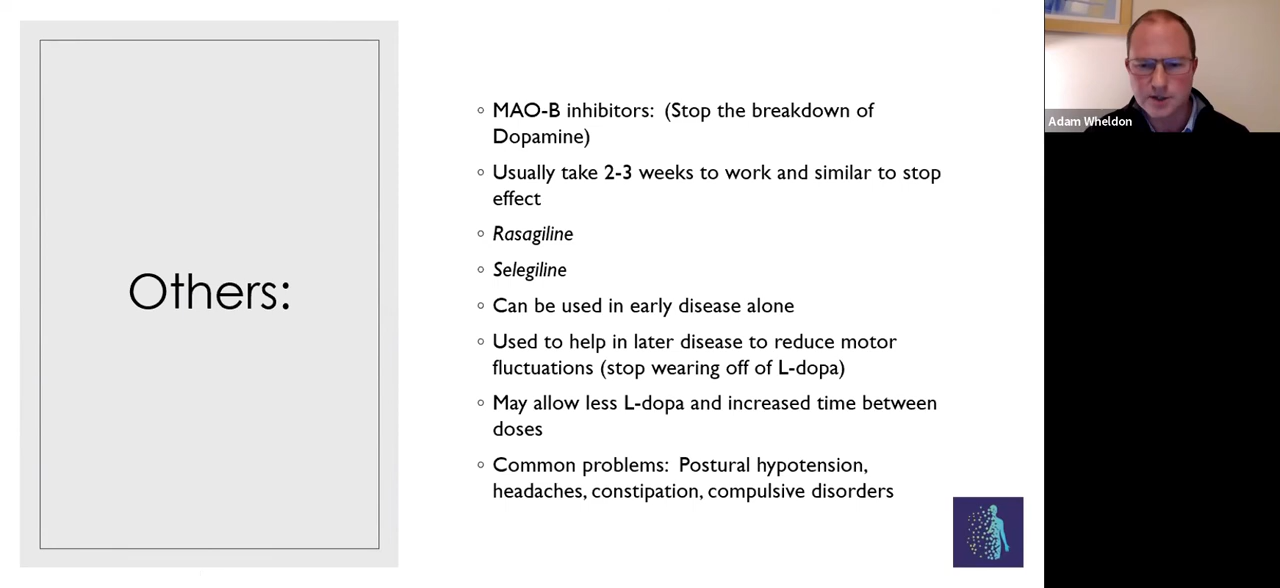 Others:
◦ MAO-B inhibitors:  (Stop the breakdown of
Dopamine)
◦ Usually take 2-3 weeks to work and similar to stop
effect
◦ Rasagiline
◦ Selegiline
◦ Can be used in early disease alone
◦ Used to help in later disease to reduce motor
fluctuations (stop wearing off of L-dopa)
◦ May allow less L-dopa and increased time between
doses
◦ Common problems:  Postural hypotension,
headaches, constipation, compulsive disorders
Adam Wheldon